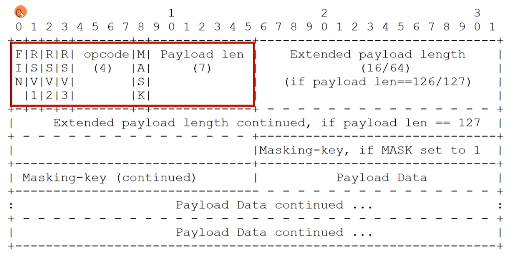 0                   1                   2                   3
0 1 2 3 4 5 6 7 8 9 0 1 2 3 4 5 6 7 8 9 0 1 2 3 4 5 6 7 8 9 0 1
+-+-+-+-+-------+-+-------------+-------------------------------+
|F|R|R|R| opcode|M| Payload len |    Extended payload length    |
|I|S|S|S|  (4)  |A|     (7)     |             (16/64)           |
|N|V|V|V|       |S|             |   (if payload len==126/127)   |
| |1|2|3|       |K|             |                               |
+-+-+-+-+-------+-+-------------+ - - - - - - - - - - - - - - - +
|     Extended payload length continued, if payload len == 127  |
+ - - - - - - - - - - - - - - - +-------------------------------+
|                               |Masking-key, if MASK set to 1  |
+-------------------------------+-------------------------------+
| Masking-key (continued)       |          Payload Data         |
+-------------------------------- - - - - - - - - - - - - - - - +
:                     Payload Data continued ...                :
+ - - - - - - - - - - - - - - - - - - - - - - - - - - - - - - - +
|                     Payload Data continued ...                |
+---------------------------------------------------------------+